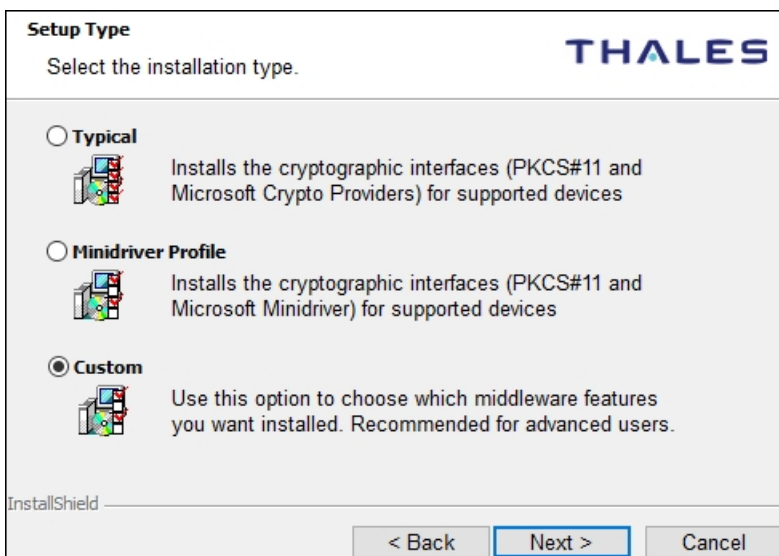 Setup Type
THALES
Select the installation type.
Typical
Installs the cryptographic interfaces (PKCS#11 and
Microsoft Crypto Providers) for supported devices
Minidriver Profile
Installs the cryptographic interfaces (PKCS#11 and
Microsoft Minidriver) for supported devices
Custom
Use this option to choose which middleware features
you want installed. Recommended for advanced users.
InstallShield
< Back Next > Cancel